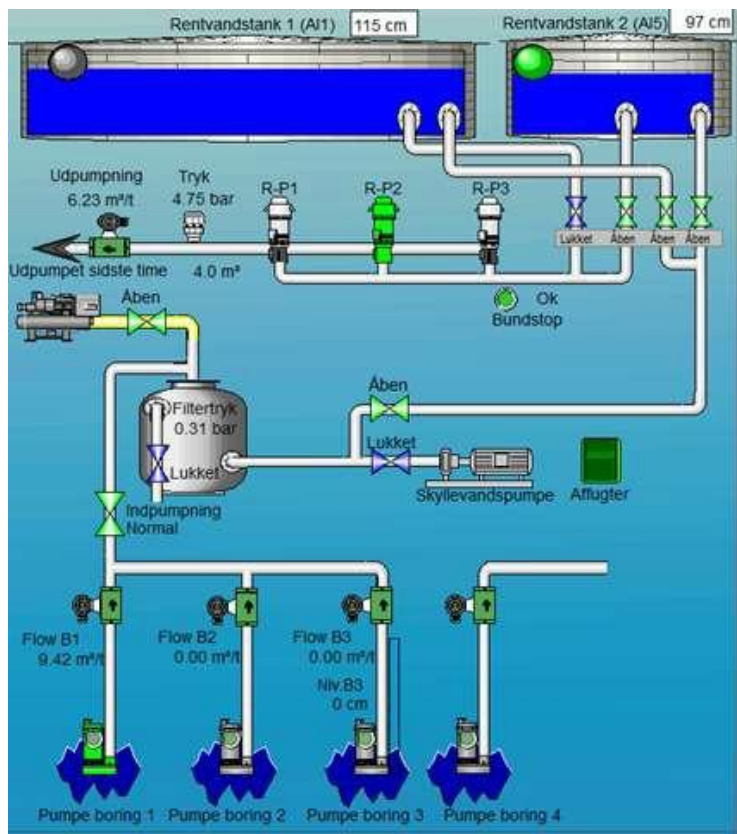 Rentvandstank 1 (AI1) 115 cm
Rentvandstank 2 (AI5) 97 cm
Udpumpning
6.23 m³/t
Tryk
4.75 bar
R-P1
R-P2
R-P3
Lukket Åben Åben Åben
Udpumpet sidste time 4.0 m³
Ok
Bundstop
Åben
Filtertryk
0.31 bar
Lukket
Åben
Lukket
Skyllevandspumpe
Affugter
Indpumpning
Normal
Flow B1
9.42 m³/t
Flow B2
0.00 m³/t
Flow B3
0.00 m³/t
Niv.B3
0 cm
Pumpe boring 1
Pumpe boring 2
Pumpe boring 3
Pumpe boring 4